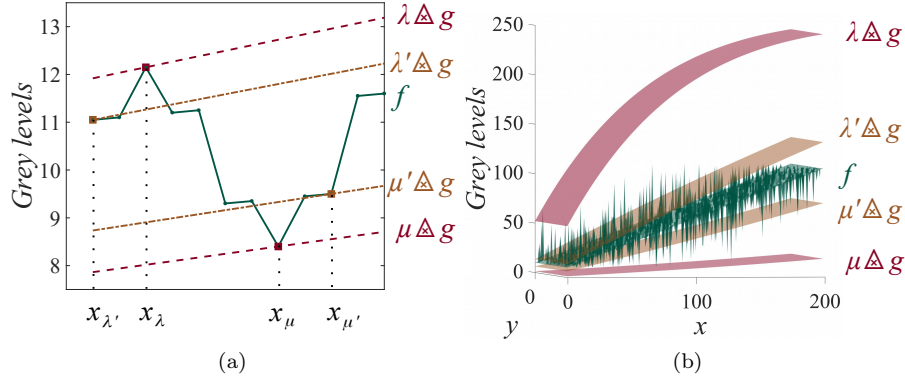 13
12
11
10
9
8
Grey levels
λ ⨻ g
λ′ ⨻ g
f
μ′ ⨻ g
μ ⨻ g
x_λ′ x_λ x_μ x_μ′
(a)
250
200
150
100
50
0
Grey levels
λ ⨻ g
λ′ ⨻ g
f
μ′ ⨻ g
μ ⨻ g
0 0 100 200
y x
(b)